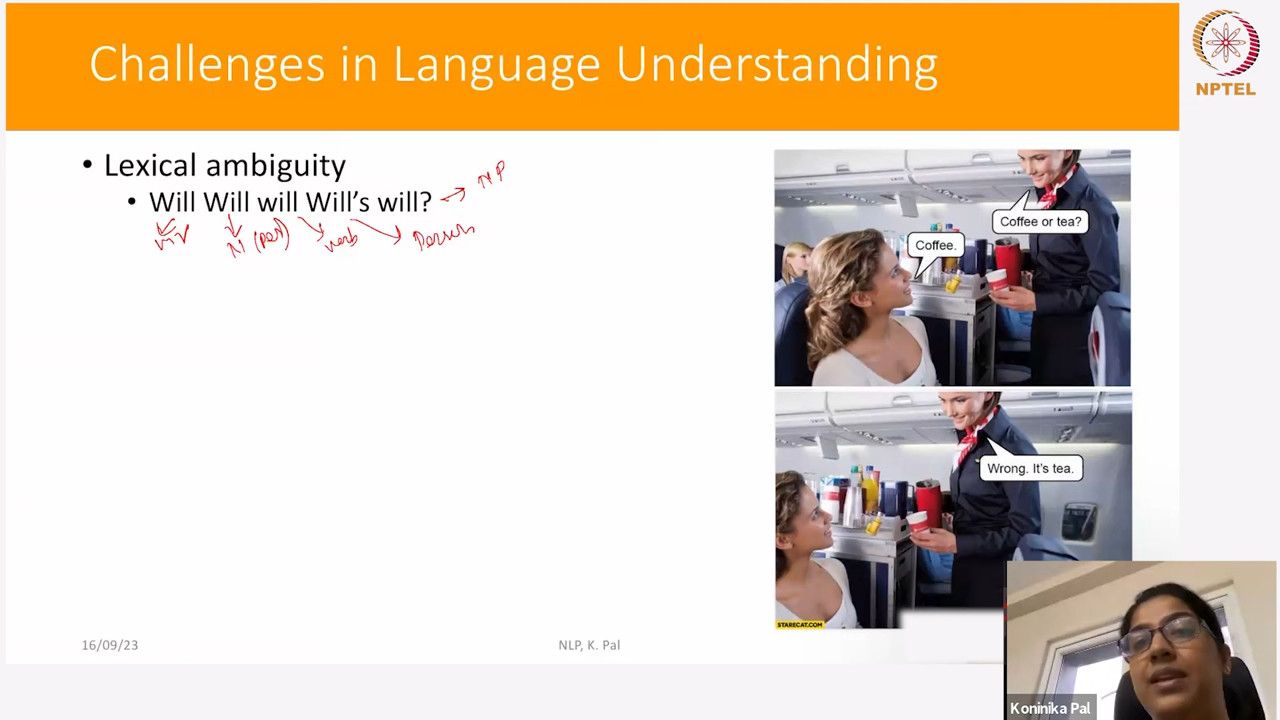 Challenges in Language Understanding
NPTEL
• Lexical ambiguity
• Will Will will Will's will? → NP
N (per) verb Person
Coffee or tea?
Coffee.
Wrong. It's tea.
STARECAT.COM
16/09/23
NLP, K. Pal
Koninika Pal